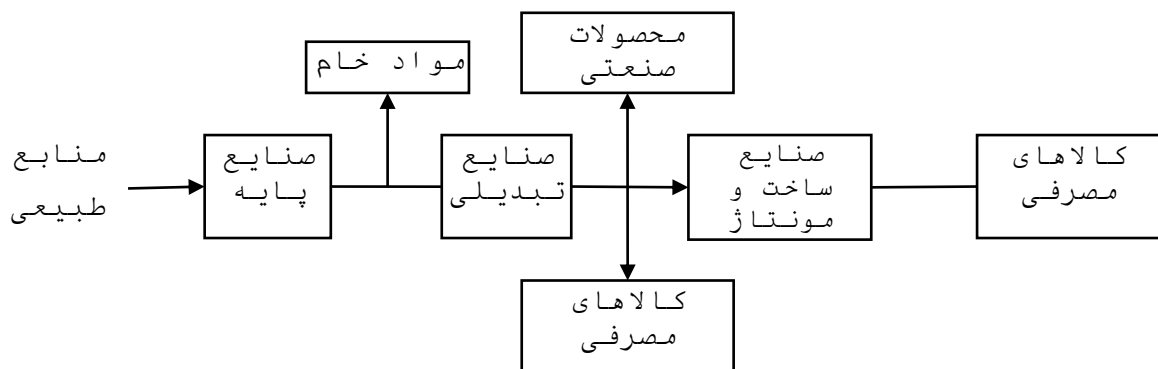 محصولات
صنعتی
مواد خام
منابع
طبیعی
صنایع
پایه
صنایع
تبدیلی
صنایع
ساخت و
مونتاژ
کالاهای
مصرفی
کالاهای
مصرفی